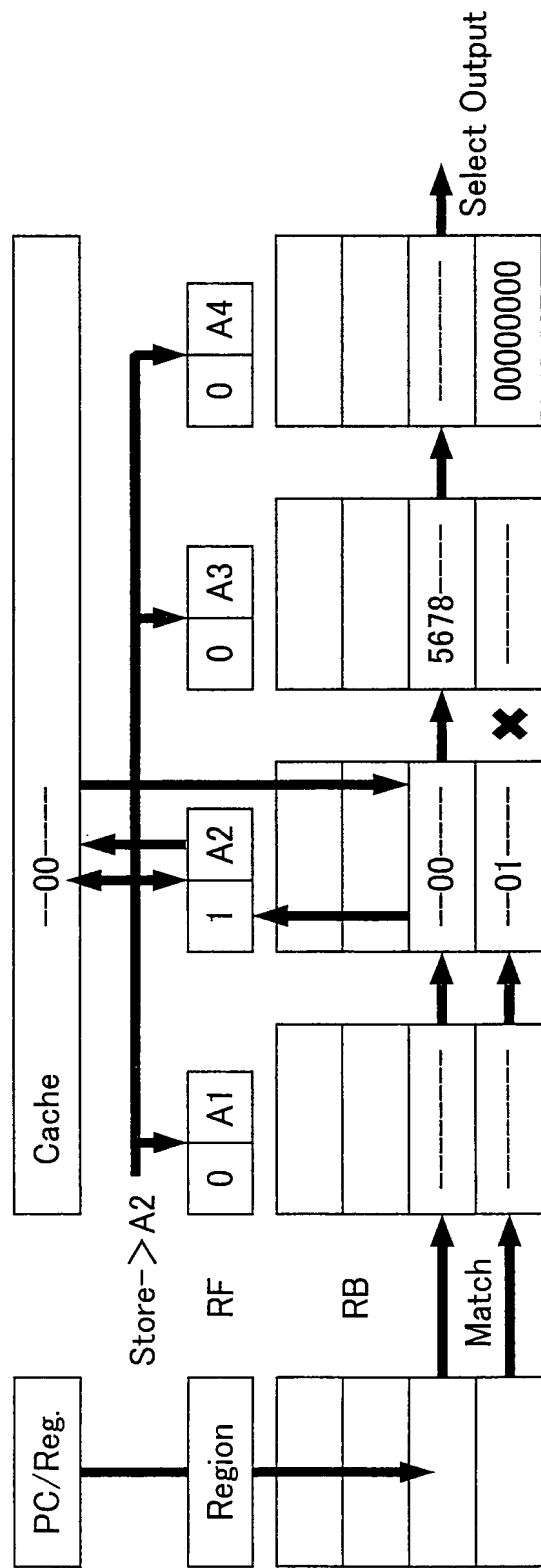 PC/Reg.
Cache
---00------
Store->A2
RF
Region
0 A1
1 A2
0 A3
0 A4
RB
Match
---------
---00------
5678------
---------
Select Output
---------
---01------
---------
00000000